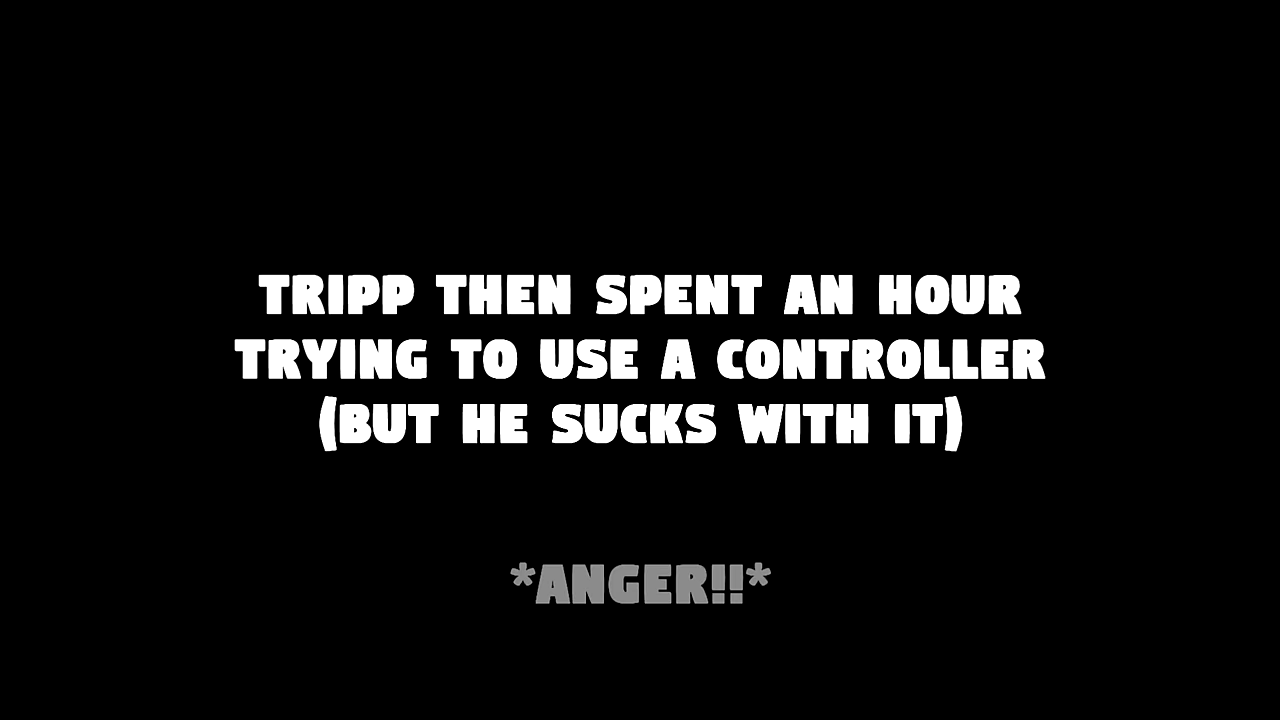 TRIPP THEN SPENT AN HOUR
TRYING TO USE A CONTROLLER
(BUT HE SUCKS WITH IT)
*ANGER!!*